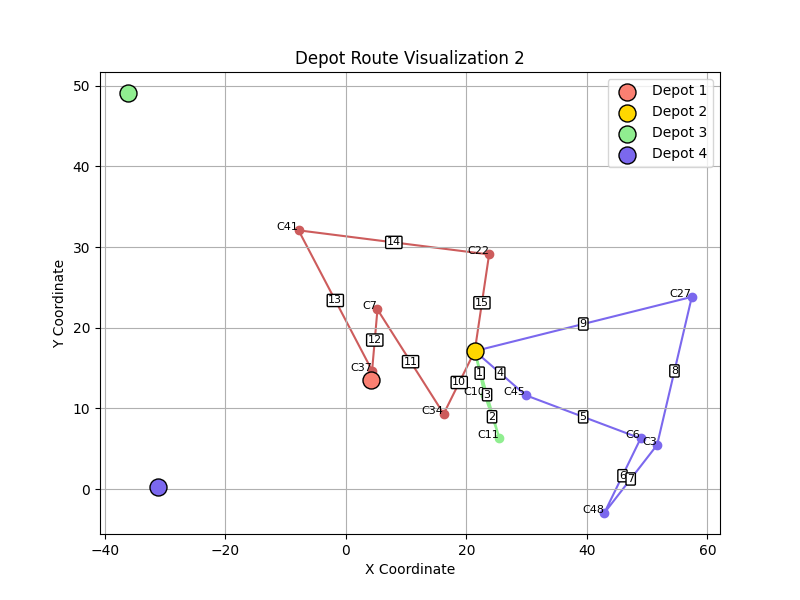 Depot Route Visualization 2
Depot 1
Depot 2
Depot 3
Depot 4
50
40
30
20
10
0
Y Coordinate
C41
14
C22
C27
13
15
9
C7
12
11
1
4
8
C37
10
C10
3
C45
C34
2
5
C11
C6
C3
6
7
C48
−40
−20
0
20
40
60
X Coordinate